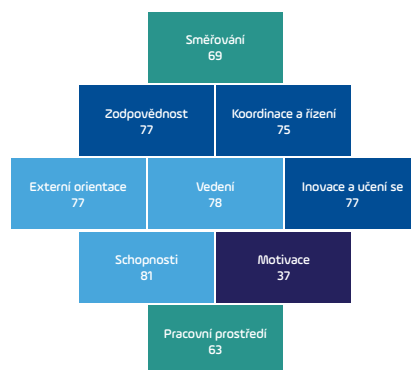 Směřování
69
Zodpovědnost
77
Koordinace a řízení
75
Externí orientace
77
Vedení
78
Inovace a učení se
77
Schopnosti
81
Motivace
37
Pracovní prostředí
63